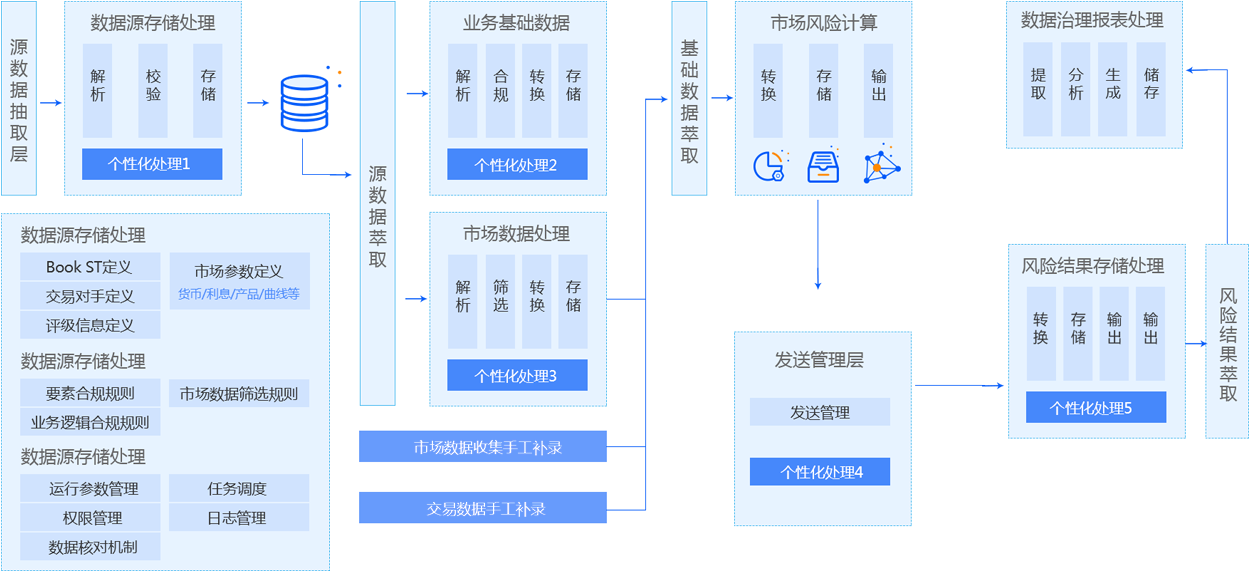 源数据抽取层
数据源存储处理
解析
校验
存储
个性化处理1
源数据萃取
业务基础数据
解析
合规
转换
存储
个性化处理2
市场数据处理
解析
筛选
转换
存储
个性化处理3
市场数据收集手工补录
交易数据手工补录
基础数据萃取
市场风险计算
转换
存储
输出
发送管理层
发送管理
个性化处理4
风险结果存储处理
转换
存储
输出
输出
个性化处理5
风险结果萃取
数据治理报表处理
提取
分析
生成
储存
数据源存储处理
Book ST定义
交易对手定义
评级信息定义
市场参数定义
货币/利息/产品/曲线等
数据源存储处理
要素合规规则
业务逻辑合规规则
市场数据筛选规则
数据源存储处理
运行参数管理
任务调度
权限管理
日志管理
数据核对机制